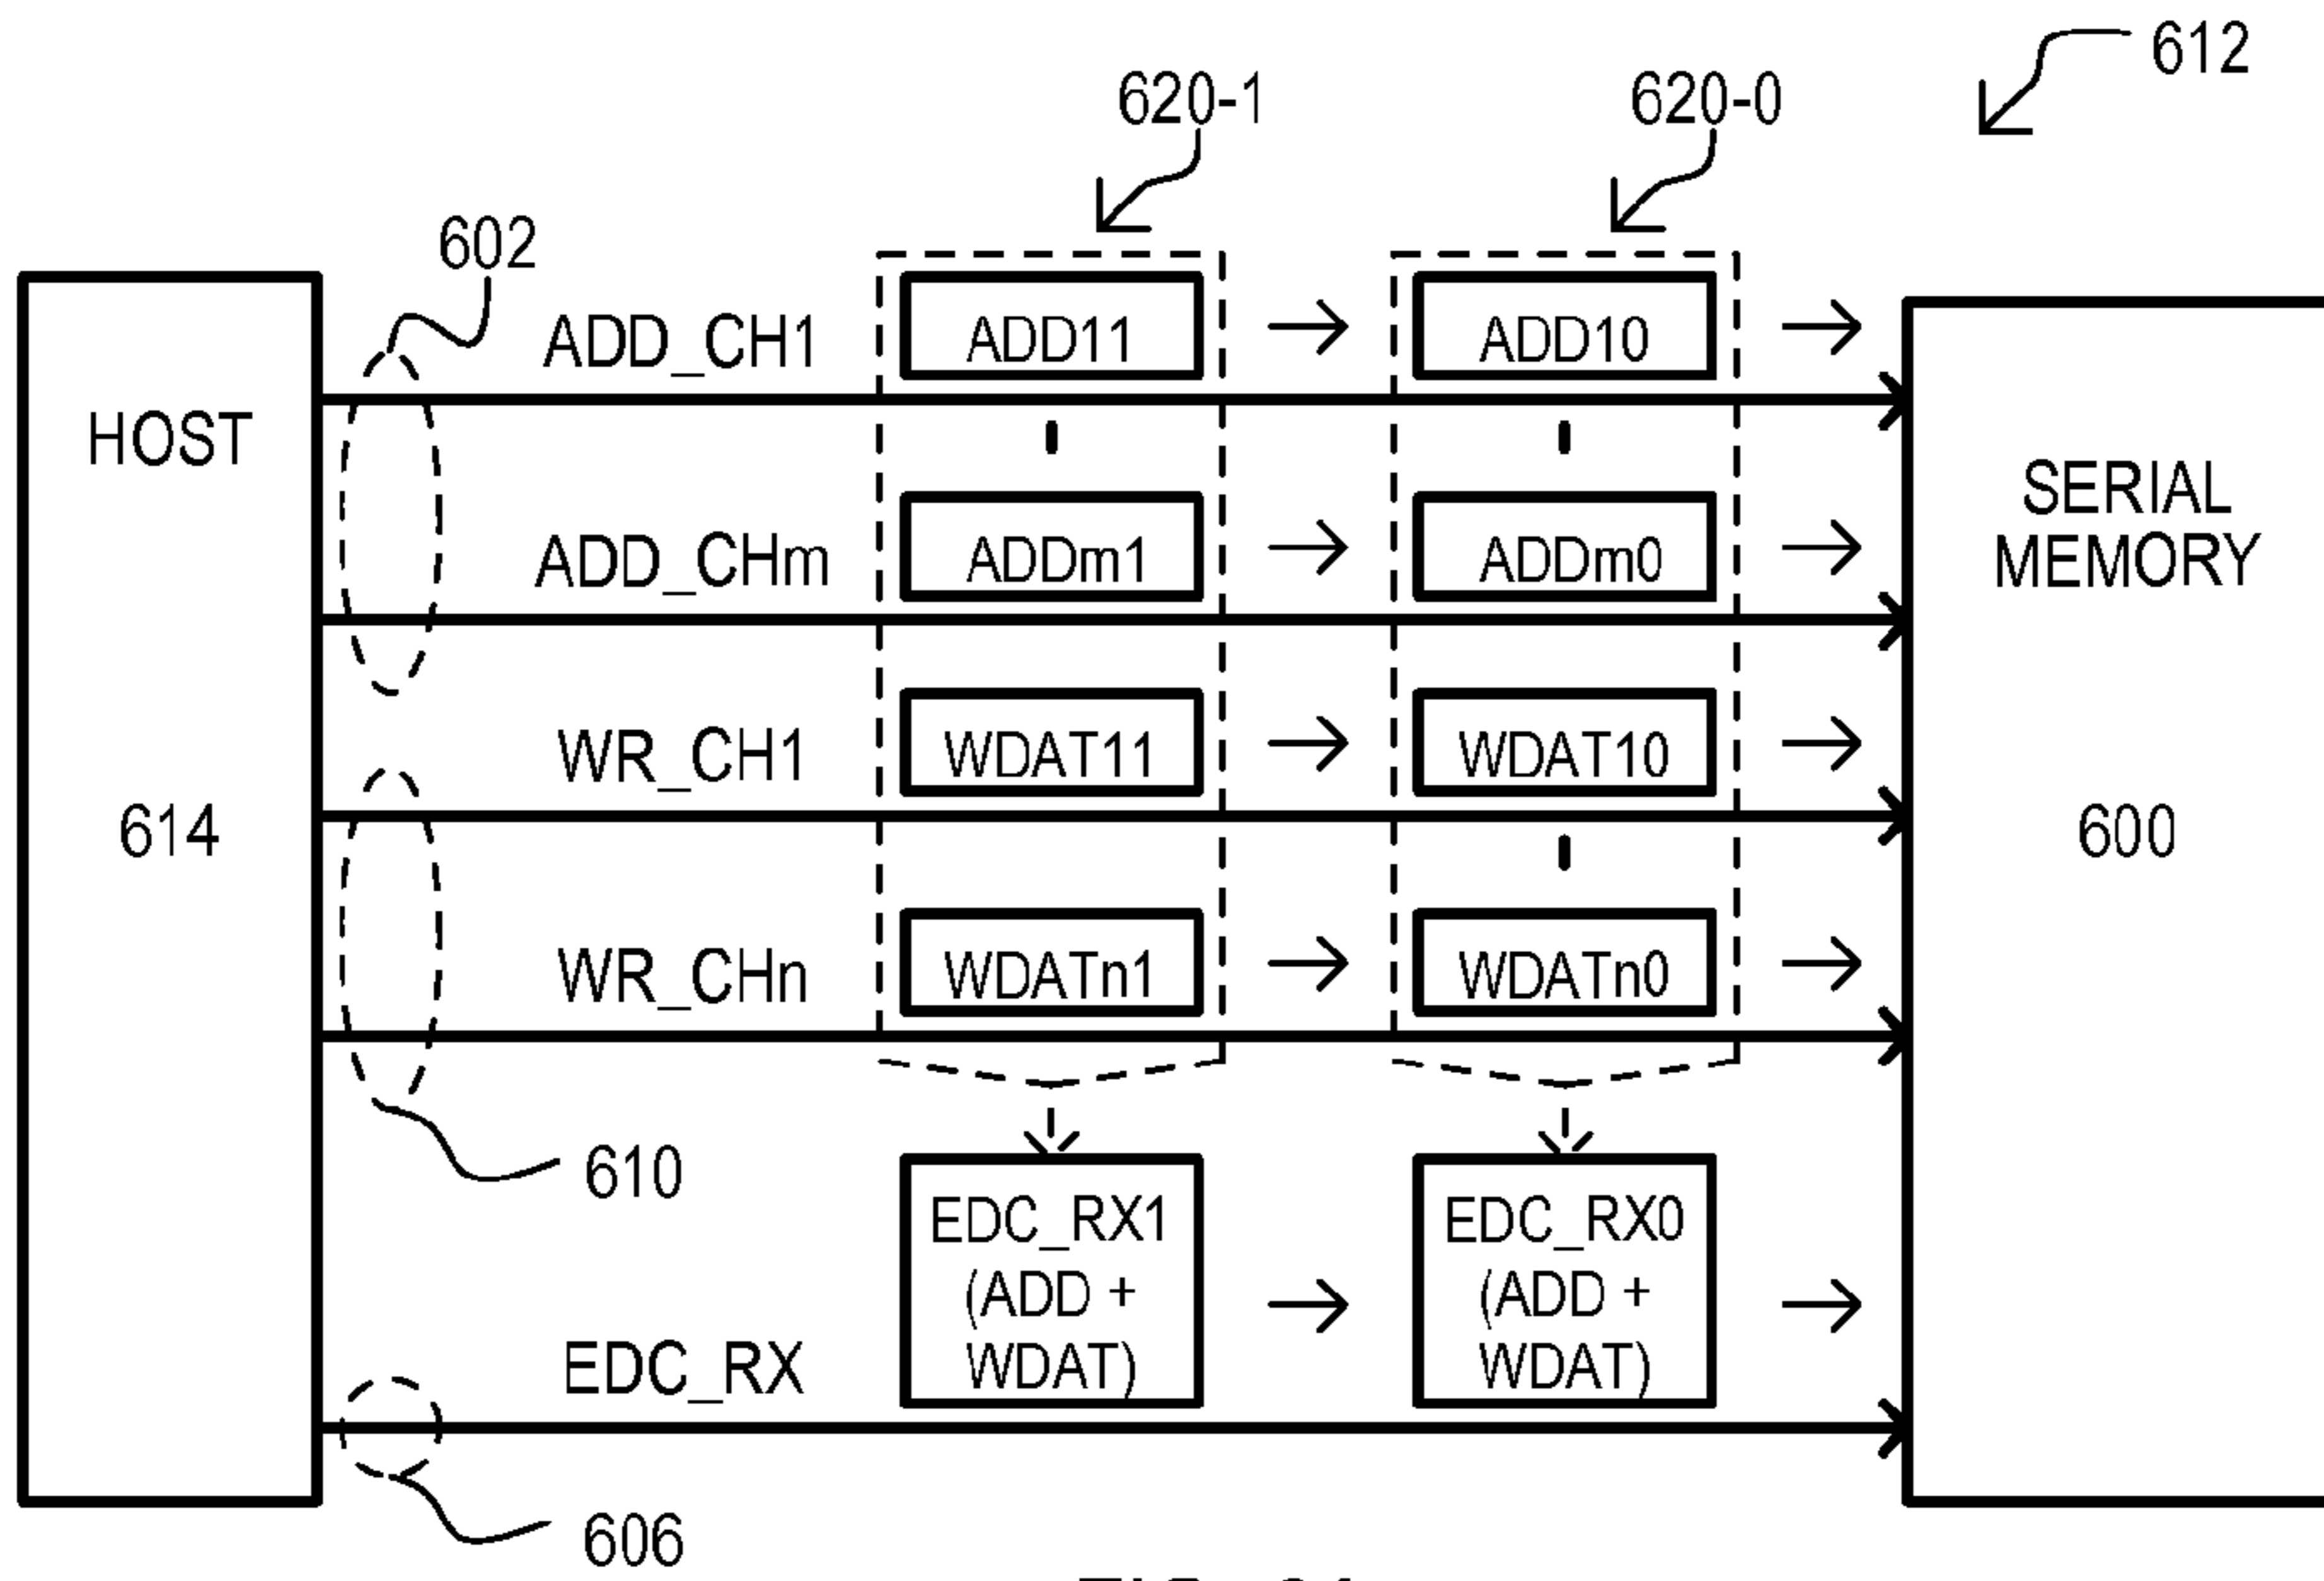 612
620-1
620-0
602
ADD_CH1
ADD11
ADD10
HOST
SERIAL
MEMORY
ADD_CHm
ADDm1
ADDm0
WR_CH1
WDAT11
WDAT10
614
600
WR_CHn
WDATn1
WDATn0
610
EDC_RX1
(ADD +
WDAT)
EDC_RX0
(ADD +
WDAT)
EDC_RX
606